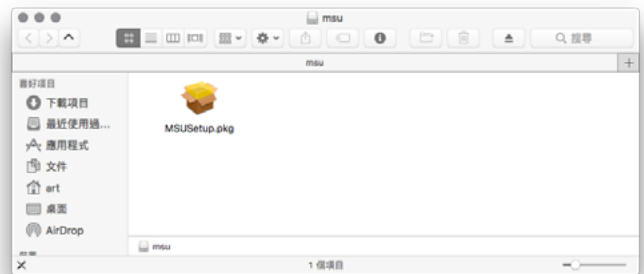 msu
搜尋
msu
喜好項目
下載項目
最近使用過...
應用程式
文件
art
桌面
AirDrop
MSUSetup.pkg
msu
1 個項目